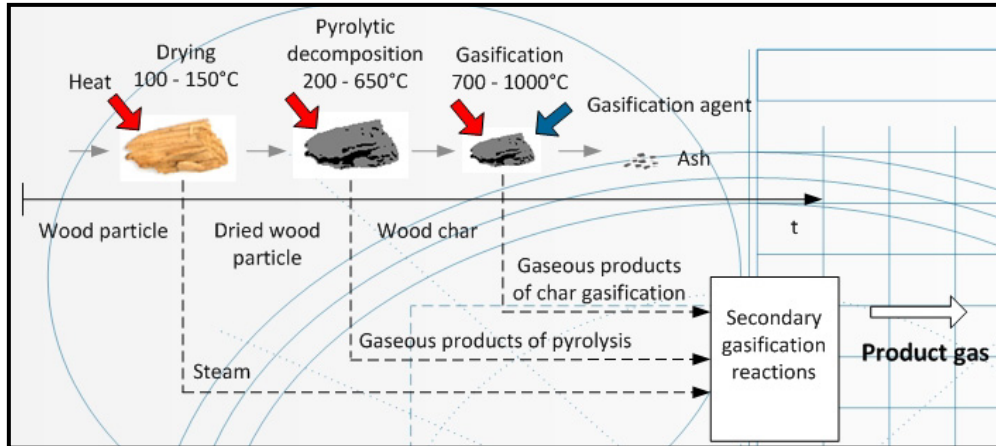 Drying
100 - 150°C
Pyrolytic
decomposition
200 - 650°C
Gasification
700 - 1000°C
Heat
Gasification agent
Ash
Wood particle
Dried wood
particle
Wood char
t
Gaseous products
of char gasification
Gaseous products of pyrolysis
Steam
Secondary
gasification
reactions
Product gas